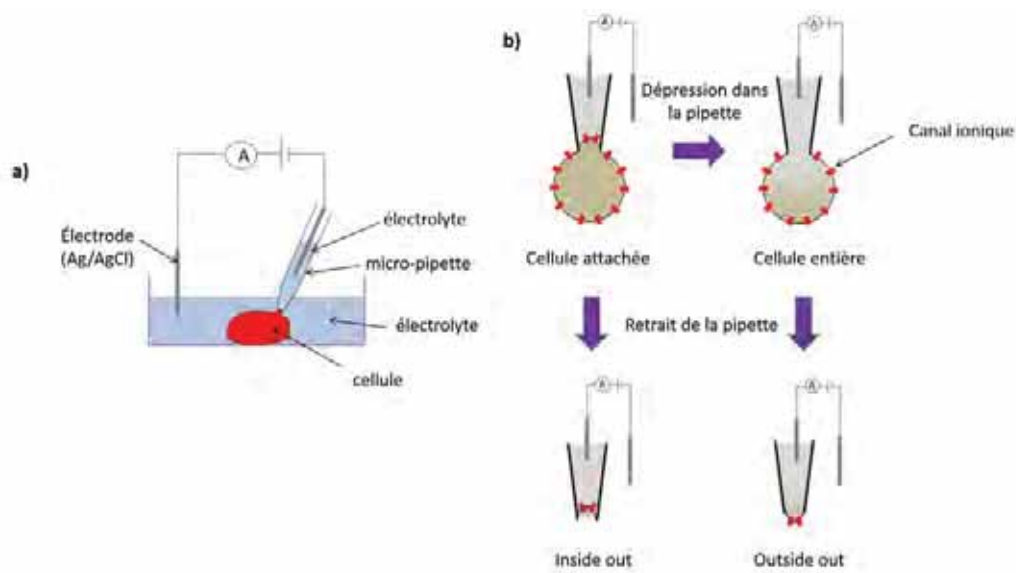 a)
A
Électrode
(Ag/AgCl)
électrolyte
micro-pipette
électrolyte
cellule
b)
A
A
Dépression dans
la pipette
Canal ionique
Cellule attachée
Cellule entière
Retrait de la pipette
A
A
Inside out
Outside out